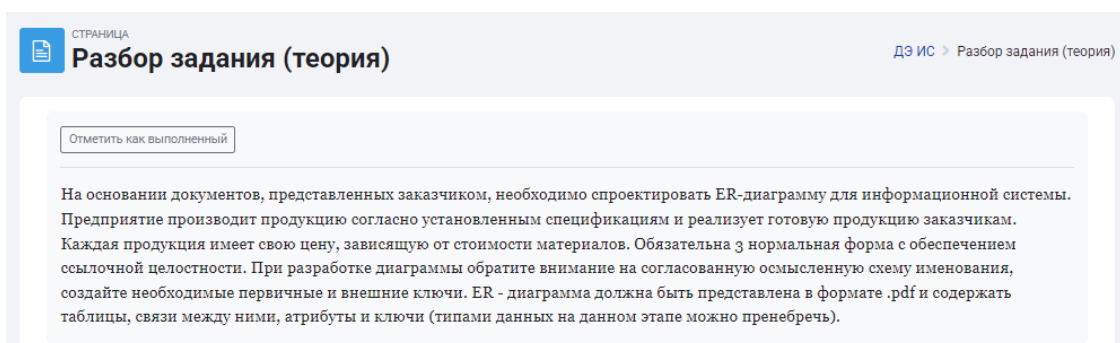 СТРАНИЦА
Разбор задания (теория)
ДЭ ИС > Разбор задания (теория)
Отметить как выполненный
На основании документов, представленных заказчиком, необходимо спроектировать ER-диаграмму для информационной системы.
Предприятие производит продукцию согласно установленным спецификациям и реализует готовую продукцию заказчикам.
Каждая продукция имеет свою цену, зависящую от стоимости материалов. Обязательна 3 нормальная форма с обеспечением
ссылочной целостности. При разработке диаграммы обратите внимание на согласованную осмысленную схему именования,
создайте необходимые первичные и внешние ключи. ER - диаграмма должна быть представлена в формате .pdf и содержать
таблицы, связи между ними, атрибуты и ключи (типами данных на данном этапе можно пренебречь).